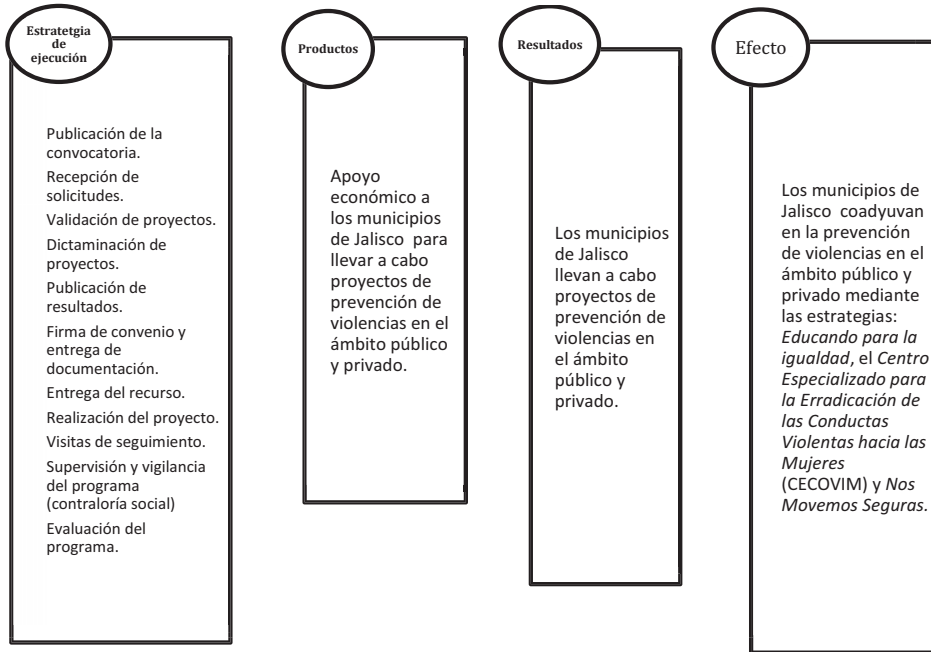 Estratetgia
de
ejecución
Publicación de la
convocatoria.
Recepción de
solicitudes.
Validación de proyectos.
Dictaminación de
proyectos.
Publicación de
resultados.
Firma de convenio y
entrega de
documentación.
Entrega del recurso.
Realización del proyecto.
Visitas de seguimiento.
Supervisión y vigilancia
del programa
(contraloría social)
Evaluación del
programa.
Productos
Apoyo
económico a
los municipios
de Jalisco para
llevar a cabo
proyectos de
prevención de
violencias en el
ámbito público
y privado.
Resultados
Los municipios
de Jalisco
llevan a cabo
proyectos de
prevención de
violencias en
el ámbito
público y
privado.
Efecto
Los municipios de
Jalisco coadyuvan
en la prevención
de violencias en el
ámbito público y
privado mediante
las estrategias:
Educando para la
igualdad, el Centro
Especializado para
la Erradicación de
las Conductas
Violentas hacia las
Mujeres
(CECOVIM) y Nos
Movemos Seguras.